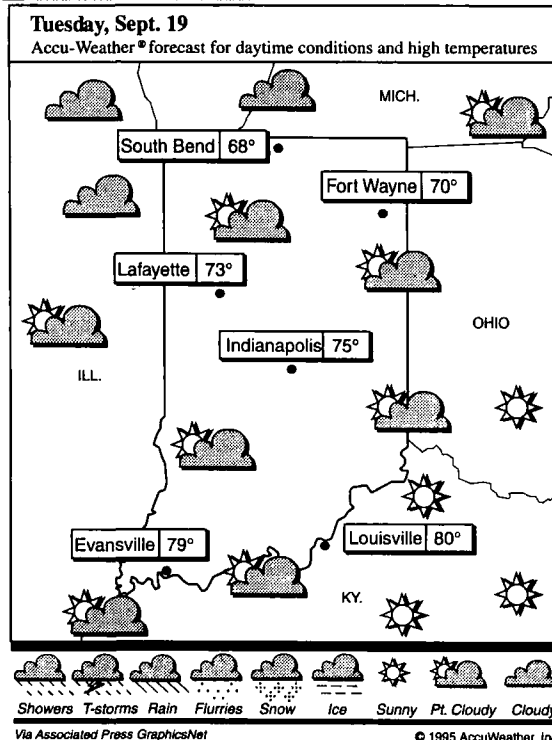 Tuesday, Sept. 19
Accu-Weather® forecast for daytime conditions and high temperatures
MICH.
South Bend 68°
Fort Wayne 70°
Lafayette 73°
OHIO
Indianapolis 75°
ILL.
Evansville 79°
Louisville 80°
KY.
Showers T-storms Rain Flurries Snow Ice Sunny Pt. Cloudy Cloudy
Via Associated Press GraphicsNet
© 1995 AccuWeather, Inc